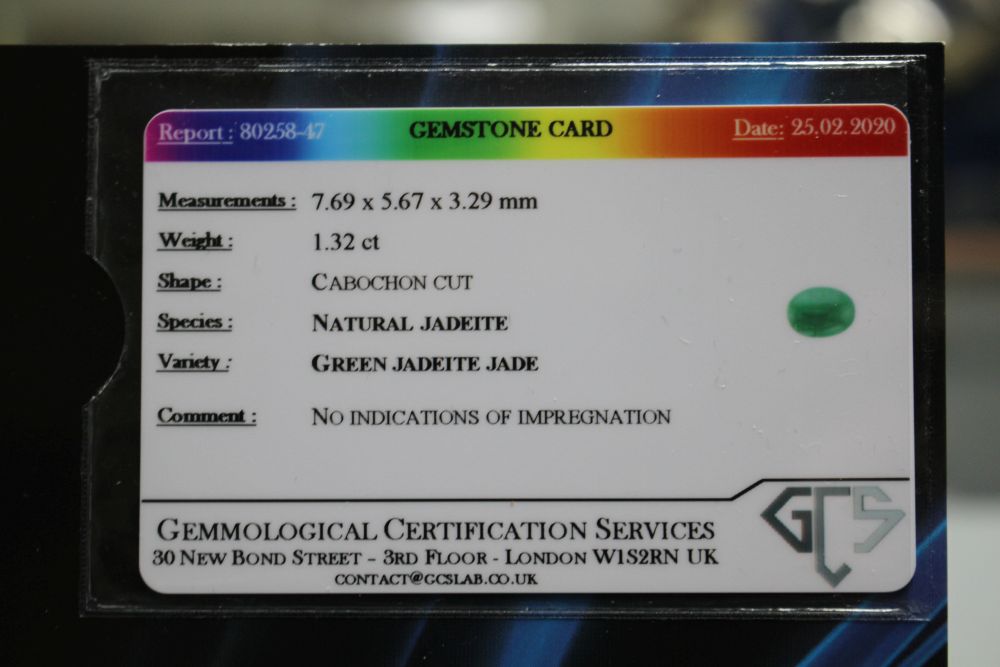 Report : 80258-47 GEMSTONE CARD Date: 25.02.2020
Measurements : 7.69 x 5.67 x 3.29 mm
Weight : 1.32 ct
Shape : CABOCHON CUT
Species : NATURAL JADEITE
Variety : GREEN JADEITE JADE
Comment : NO INDICATIONS OF IMPREGNATION
GCS
GEMMOLOGICAL CERTIFICATION SERVICES
30 NEW BOND STREET – 3RD FLOOR - LONDON W1S2RN UK
CONTACT@GCSLAB.CO.UK